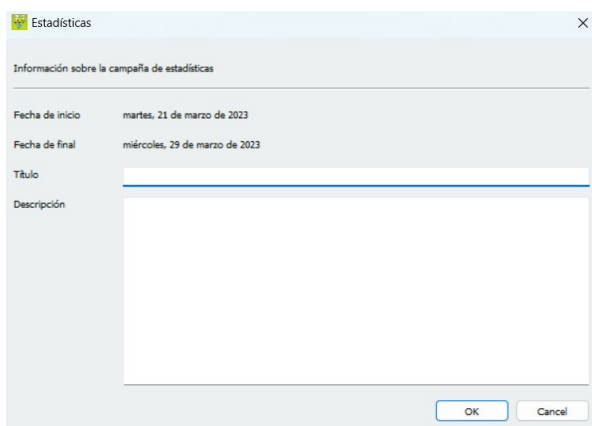 Estadísticas
Información sobre la campaña de estadísticas
Fecha de inicio martes, 21 de marzo de 2023
Fecha de final miércoles, 29 de marzo de 2023
Título
Descripción
OK Cancel